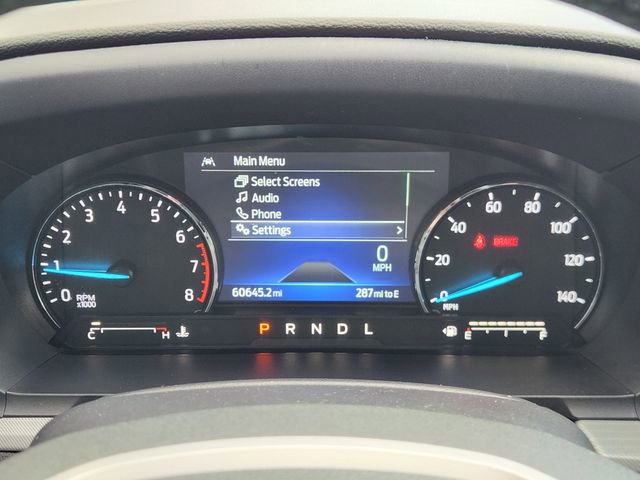 Main Menu
Select Screens
Audio
Phone
Settings >
0
MPH
60645.2 mi
287 mi to E
0 1 2 3 4 5 6 7 8
RPM
x1000
0 20 40 60 80 100 120 140
MPH
BRAKE
C H
P R N D L
E F